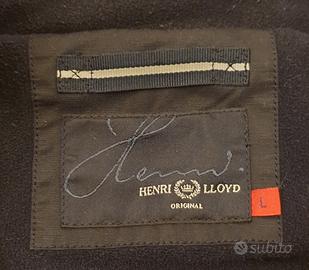 Henri
HENRI LLOYD
ORIGINAL
L
subito